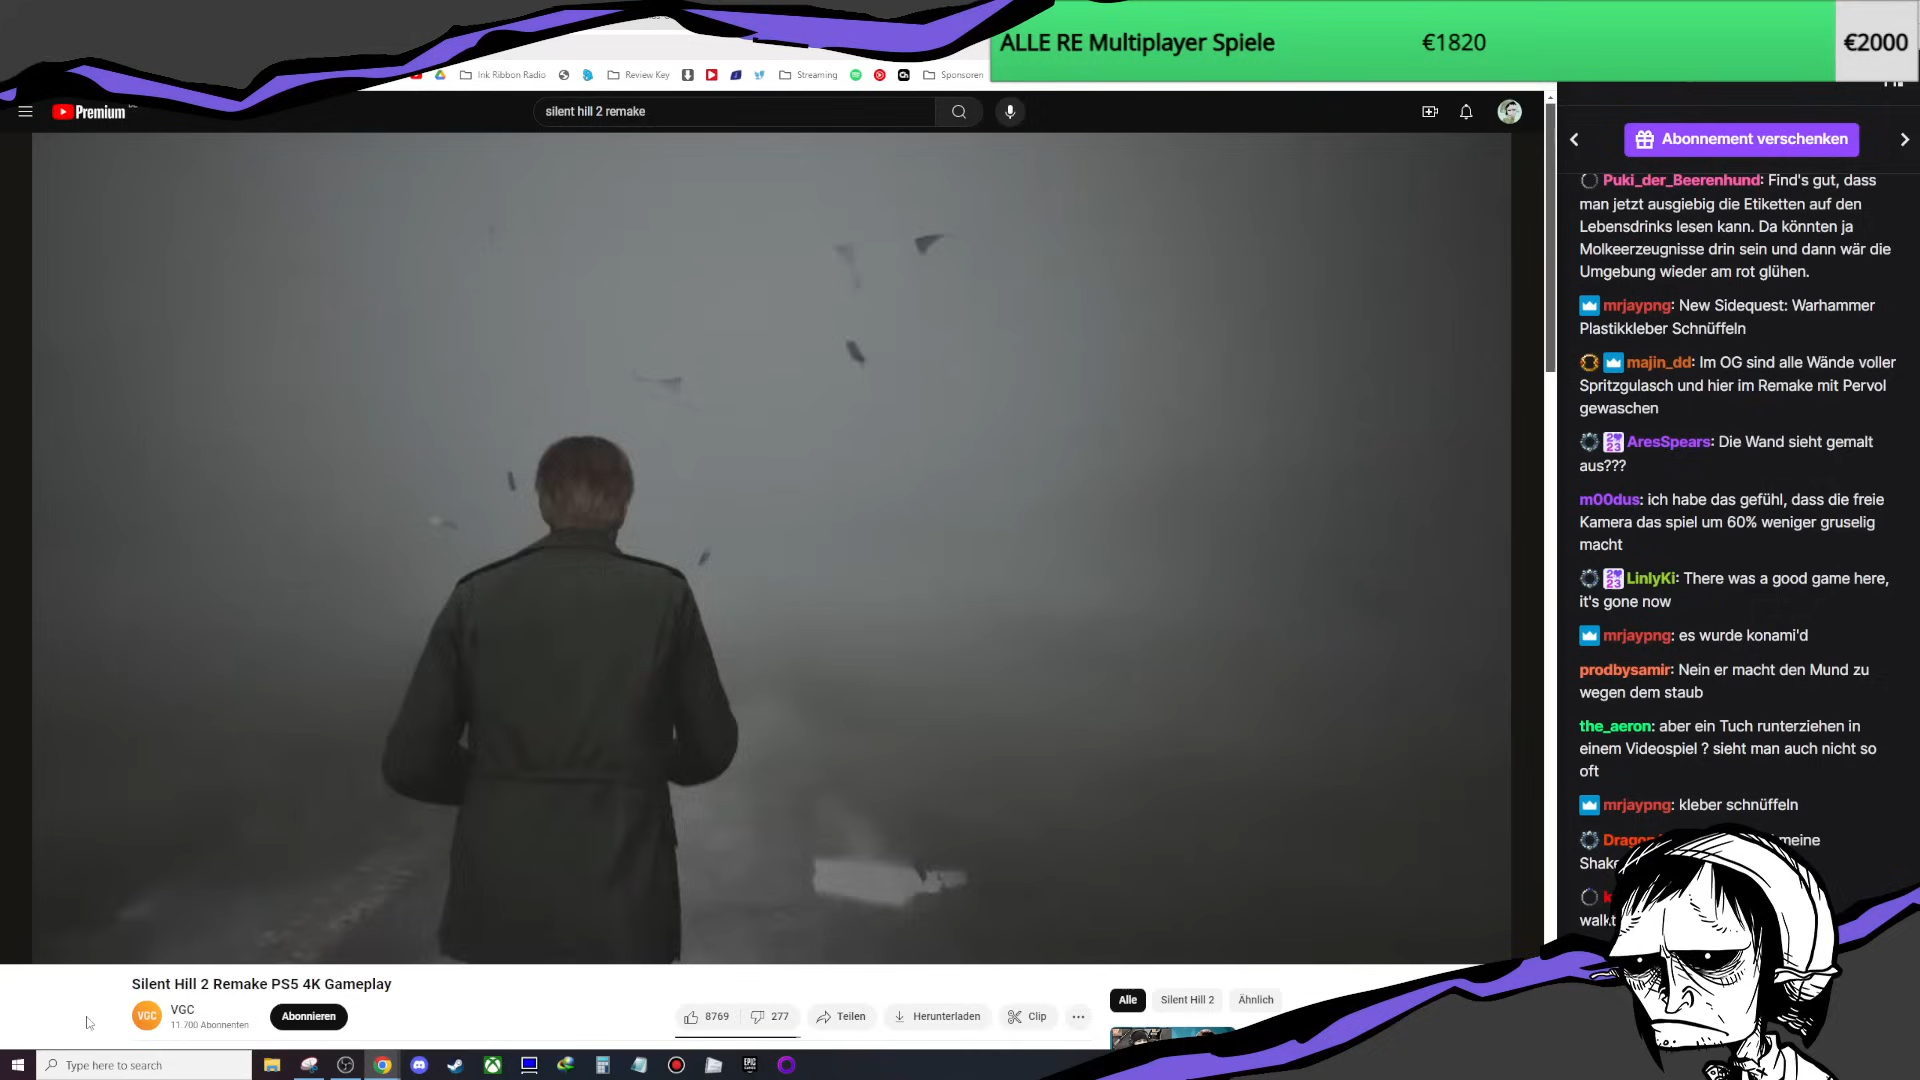 ALLE RE Multiplayer Spiele €1820 €2000
Ink Ribbon Radio Review Key Streaming Sponsoren
Premium
silent hill 2 remake
Abonnement verschenken
Puki_der_Beerenhund: Find's gut, dass
man jetzt ausgiebig die Etiketten auf den
Lebensdrinks lesen kann. Da könnten ja
Molkeerzeugnisse drin sein und dann wär die
Umgebung wieder am rot glühen.
mrjaypng: New Sidequest: Warhammer
Plastikkleber Schnüffeln
majin_dd: Im OG sind alle Wände voller
Spritzgulasch und hier im Remake mit Pervol
gewaschen
AresSpears: Die Wand sieht gemalt
aus???
m00dus: ich habe das gefühl, dass die freie
Kamera das spiel um 60% weniger gruselig
macht
LinlyKi: There was a good game here,
it's gone now
mrjaypng: es wurde konami'd
prodbysamir: Nein er macht den Mund zu
wegen dem staub
the_aeron: aber ein Tuch runterziehen in
einem Videospiel ? sieht man auch nicht so
oft
mrjaypng: kleber schnüffeln
meine
Silent Hill 2 Remake PS5 4K Gameplay
VGC
VGC
11.700 Abonnenten
Abonnieren
8769 277 Teilen Herunterladen Clip
Alle Silent Hill 2 Ähnlich
Type here to search